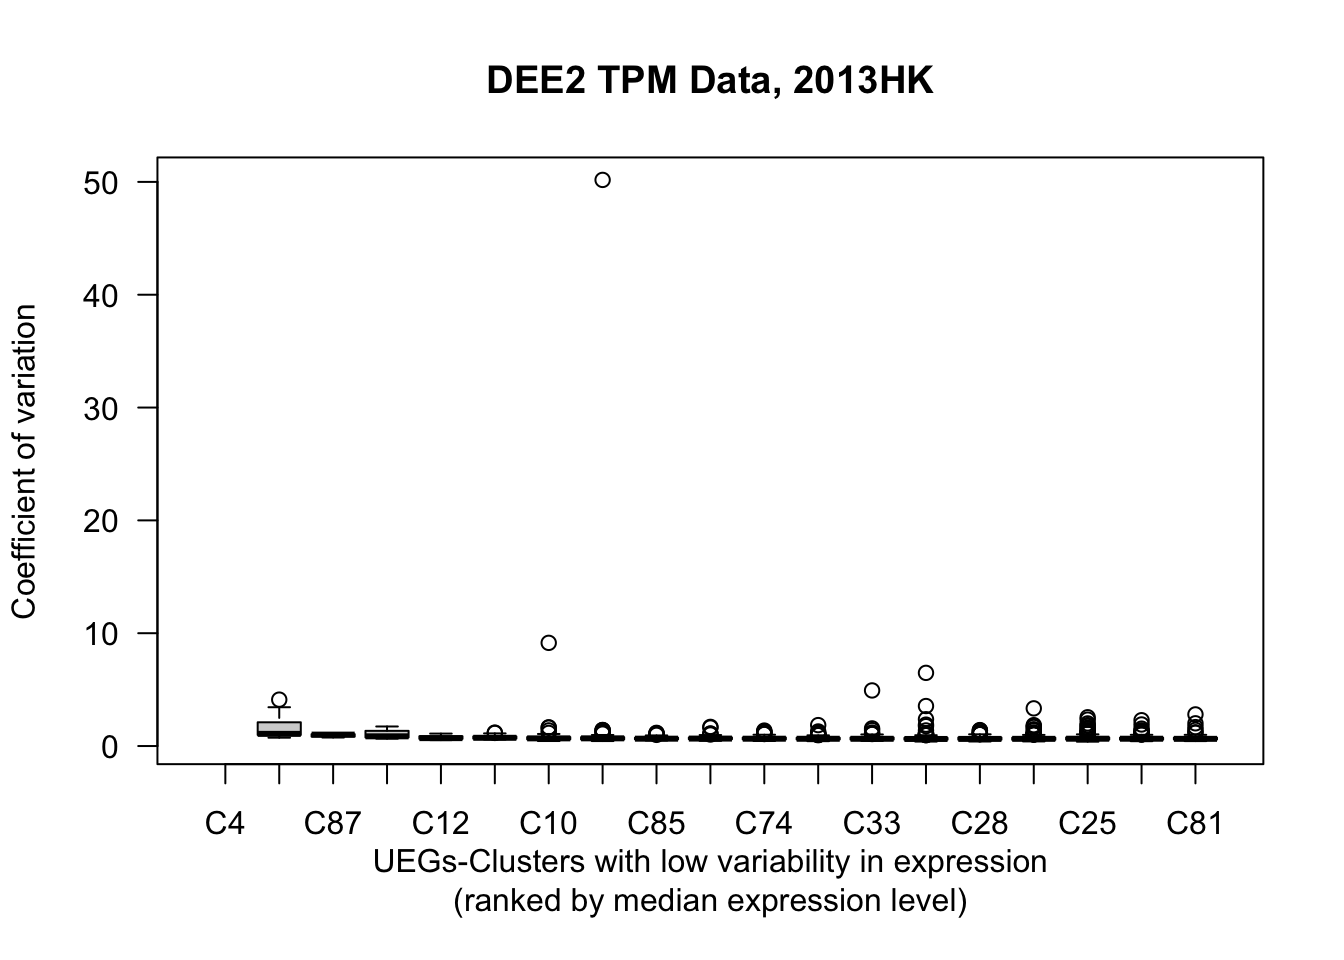 DEE2 TPM Data, 2013HK
50
40
30
20
10
0
Coefficient of variation
C4 C87 C12 C10 C85 C74 C33 C28 C25 C81
UEGs-Clusters with low variability in expression
(ranked by median expression level)